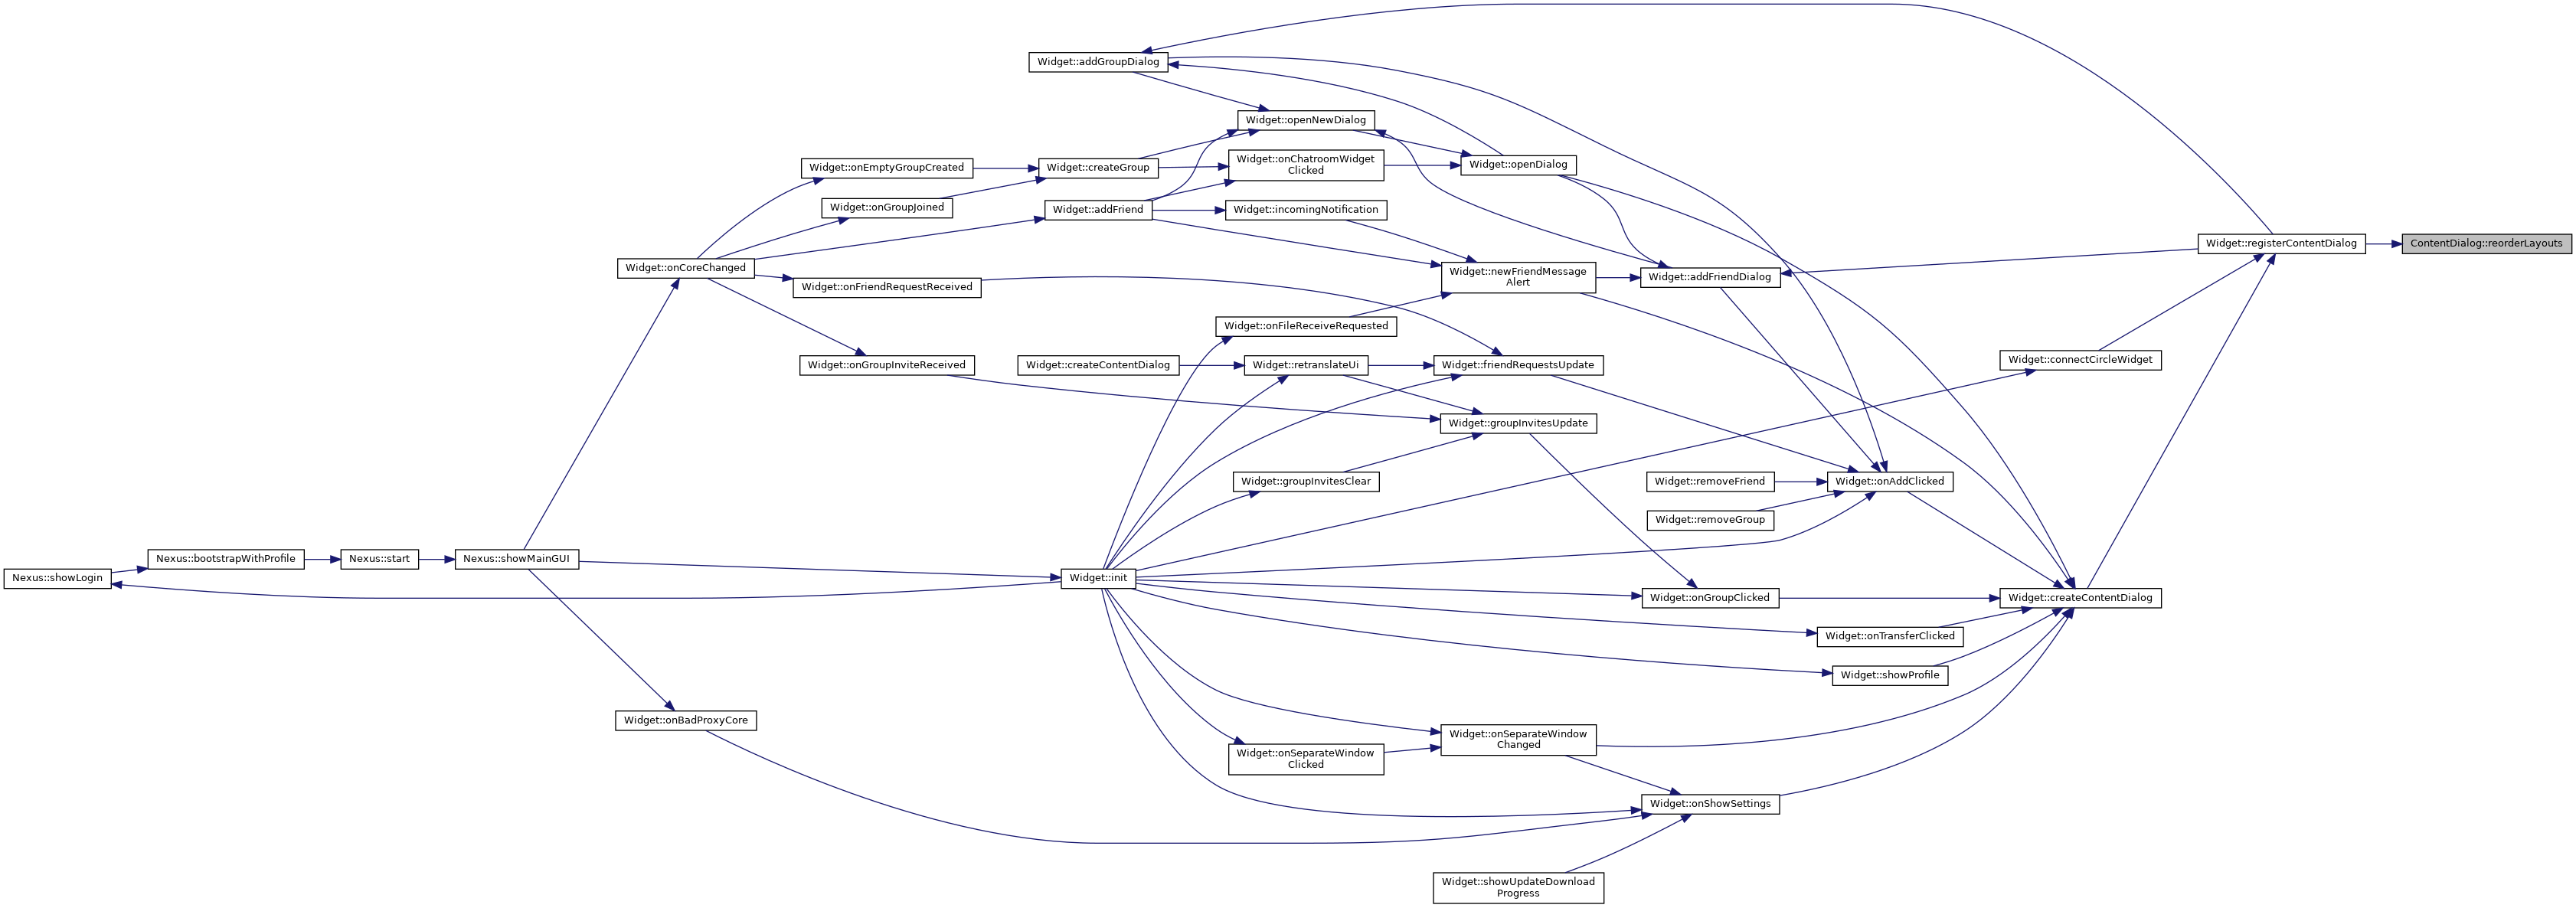 Widget::addGroupDialog
Widget::openNewDialog
Widget::onEmptyGroupCreated
Widget::createGroup
Widget::onChatroomWidget
Clicked
Widget::openDialog
Widget::onGroupJoined
Widget::addFriend
Widget::incomingNotification
Widget::registerContentDialog
ContentDialog::reorderLayouts
Widget::onCoreChanged
Widget::onFriendRequestReceived
Widget::newFriendMessage
Alert
Widget::addFriendDialog
Widget::onFileReceiveRequested
Widget::connectCircleWidget
Widget::onGroupInviteReceived
Widget::createContentDialog
Widget::retranslateUi
Widget::friendRequestsUpdate
Widget::groupInvitesUpdate
Widget::groupInvitesClear
Widget::removeFriend
Widget::onAddClicked
Widget::removeGroup
Nexus::showLogin
Nexus::bootstrapWithProfile
Nexus::start
Nexus::showMainGUI
Widget::init
Widget::onGroupClicked
Widget::createContentDialog
Widget::onTransferClicked
Widget::showProfile
Widget::onBadProxyCore
Widget::onSeparateWindow
Clicked
Widget::onSeparateWindow
Changed
Widget::onShowSettings
Widget::showUpdateDownload
Progress